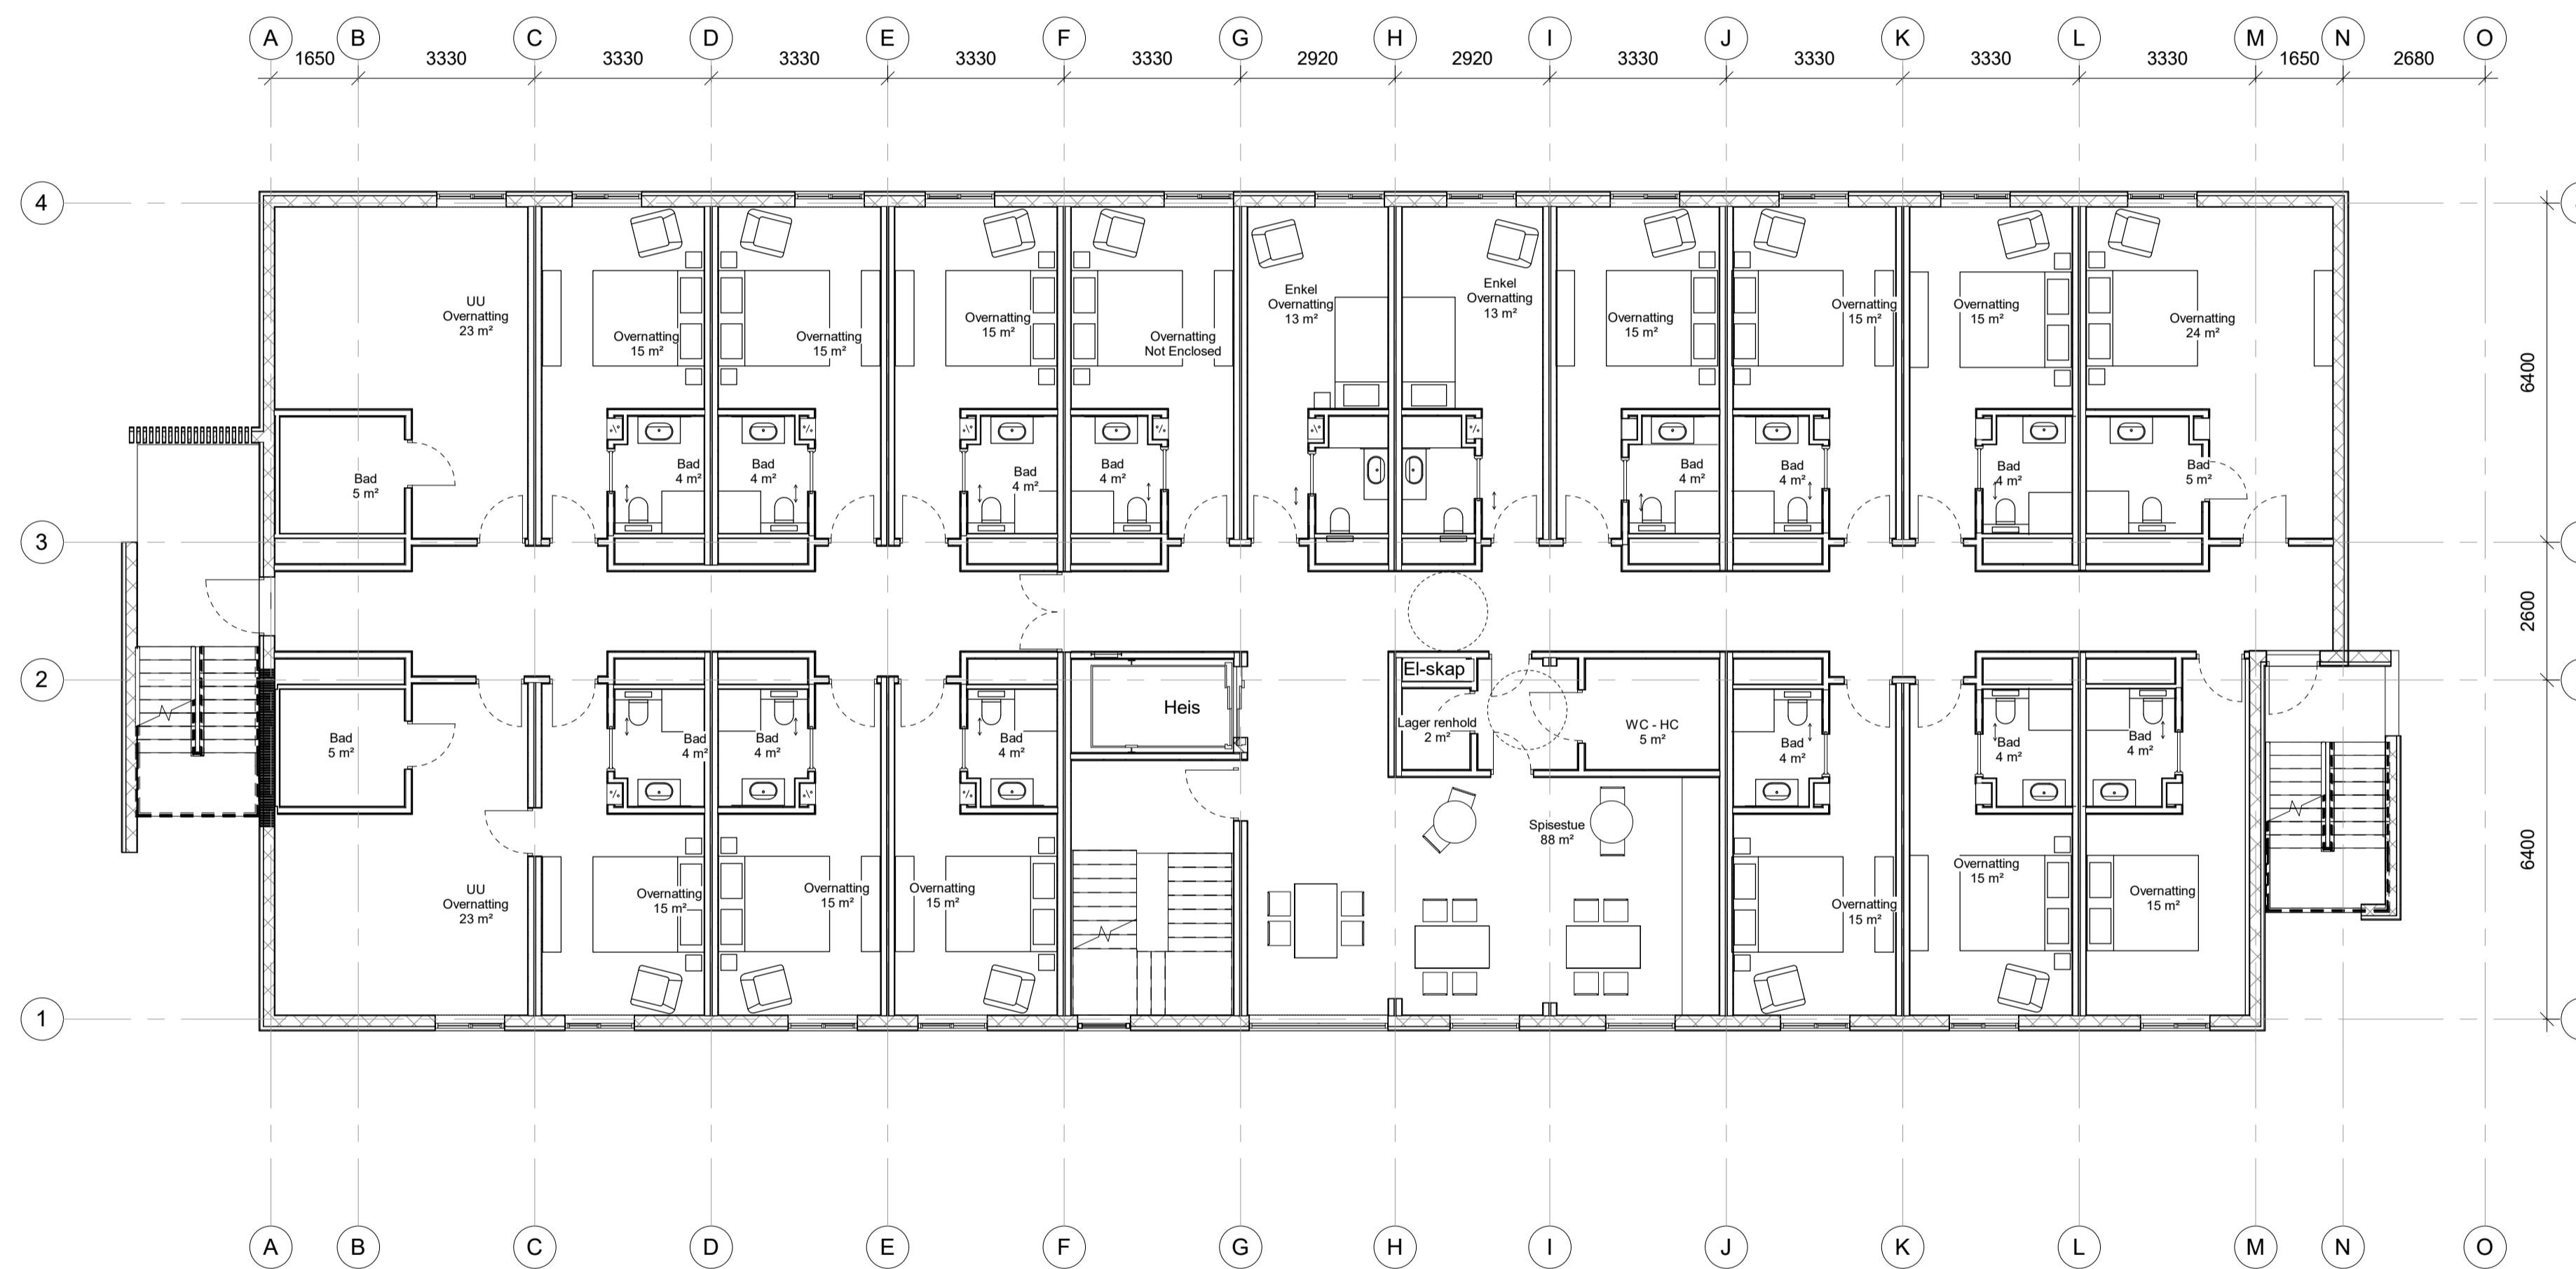 A B C D E F G H I J K L M N O
1650 3330 3330 3330 3330 3330 2920 2920 3330 3330 3330 3330 1650 2680
4
UU
Overnatting
23 m²
Overnatting
15 m²
Overnatting
15 m²
Overnatting
15 m²
Overnatting
Not Enclosed
Enkel
Overnatting
13 m²
Enkel
Overnatting
13 m²
Overnatting
15 m²
Overnatting
15 m²
Overnatting
15 m²
Overnatting
24 m²
6400
Bad
5 m²
Bad
4 m²
Bad
4 m²
Bad
4 m²
Bad
4 m²
Bad
4 m²
Bad
4 m²
Bad
4 m²
Bad
5 m²
3
2600
2
Heis
El-skap
Lager renhold
2 m²
WC - HC
5 m²
Bad
5 m²
Bad
4 m²
Bad
4 m²
Bad
4 m²
Bad
4 m²
Bad
4 m²
Bad
4 m²
Spisestue
88 m²
6400
UU
Overnatting
23 m²
Overnatting
15 m²
Overnatting
15 m²
Overnatting
15 m²
Overnatting
15 m²
Overnatting
15 m²
Overnatting
15 m²
1
A B C D E F G H I J K L M N O